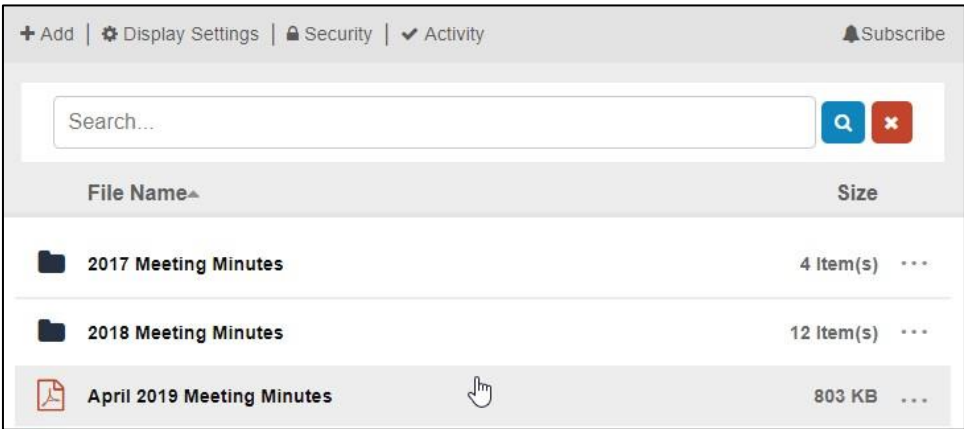 Add | Display Settings | Security | Activity Subscribe
Search...
File Name Size
2017 Meeting Minutes 4 Item(s) ...
2018 Meeting Minutes 12 Item(s) ...
April 2019 Meeting Minutes 803 KB ...